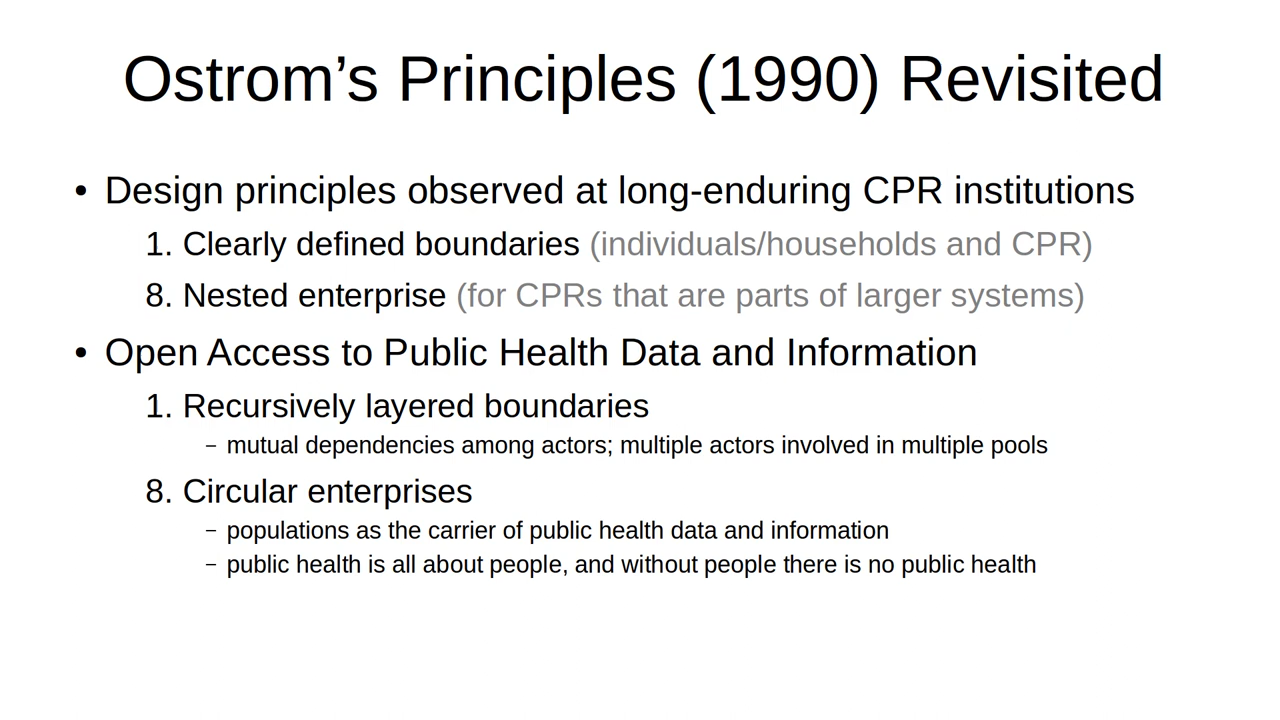 Ostrom’s Principles (1990) Revisited
• Design principles observed at long-enduring CPR institutions
1. Clearly defined boundaries (individuals/households and CPR)
8. Nested enterprise (for CPRs that are parts of larger systems)
• Open Access to Public Health Data and Information
1. Recursively layered boundaries
– mutual dependencies among actors; multiple actors involved in multiple pools
8. Circular enterprises
– populations as the carrier of public health data and information
– public health is all about people, and without people there is no public health